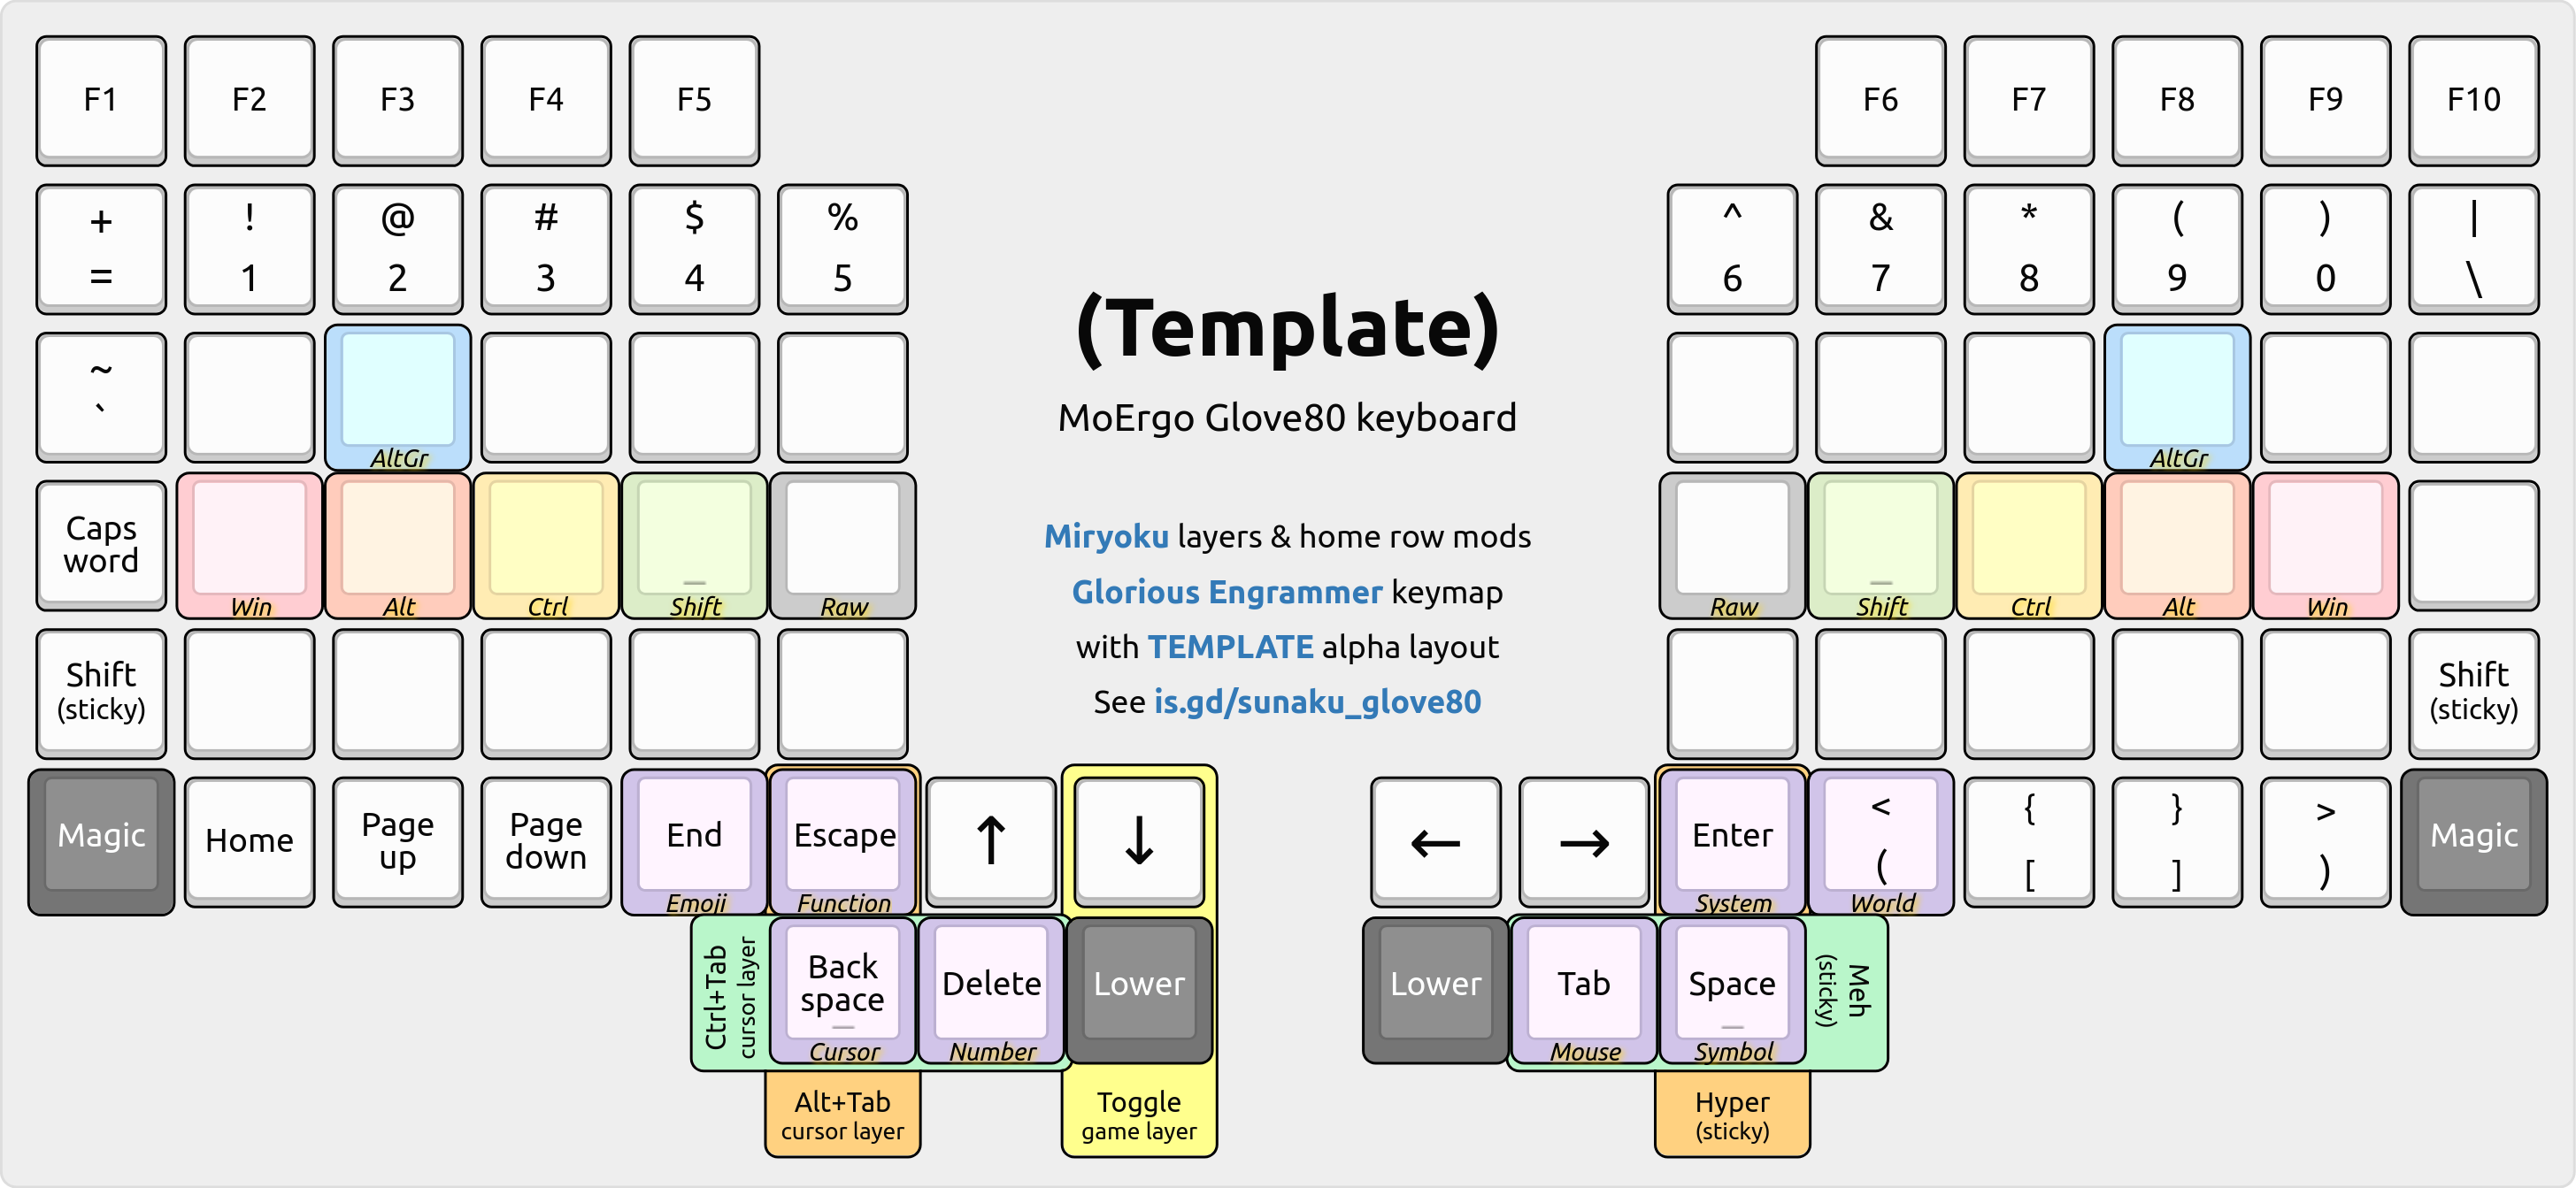 F1 F2 F3 F4 F5 F6 F7 F8 F9 F10
+ ! @ # $ % ^ & * ( ) |
= 1 2 3 4 5 6 7 8 9 0 \
(Template)
MoErgo Glove80 keyboard
~
`
AltGr AltGr
Caps
word
Win Alt Ctrl Shift Raw Raw Shift Ctrl Alt Win
_ _
Miryoku layers & home row mods
Glorious Engrammer keymap
with TEMPLATE alpha layout
See is.gd/sunaku_glove80
Shift
(sticky)
Shift
(sticky)
Magic Home Page
up
Page
down
End
Emoji
Escape
Function
↑ ↓ ← →
Enter
System
<
(
World
{
[
}
]
>
)
Magic
Ctrl+Tab
cursor layer
Back
space
_
Cursor
Delete
Number
Lower
Lower
Tab
Mouse
Space
_
Symbol
Meh
(sticky)
Alt+Tab
cursor layer
Toggle
game layer
Hyper
(sticky)